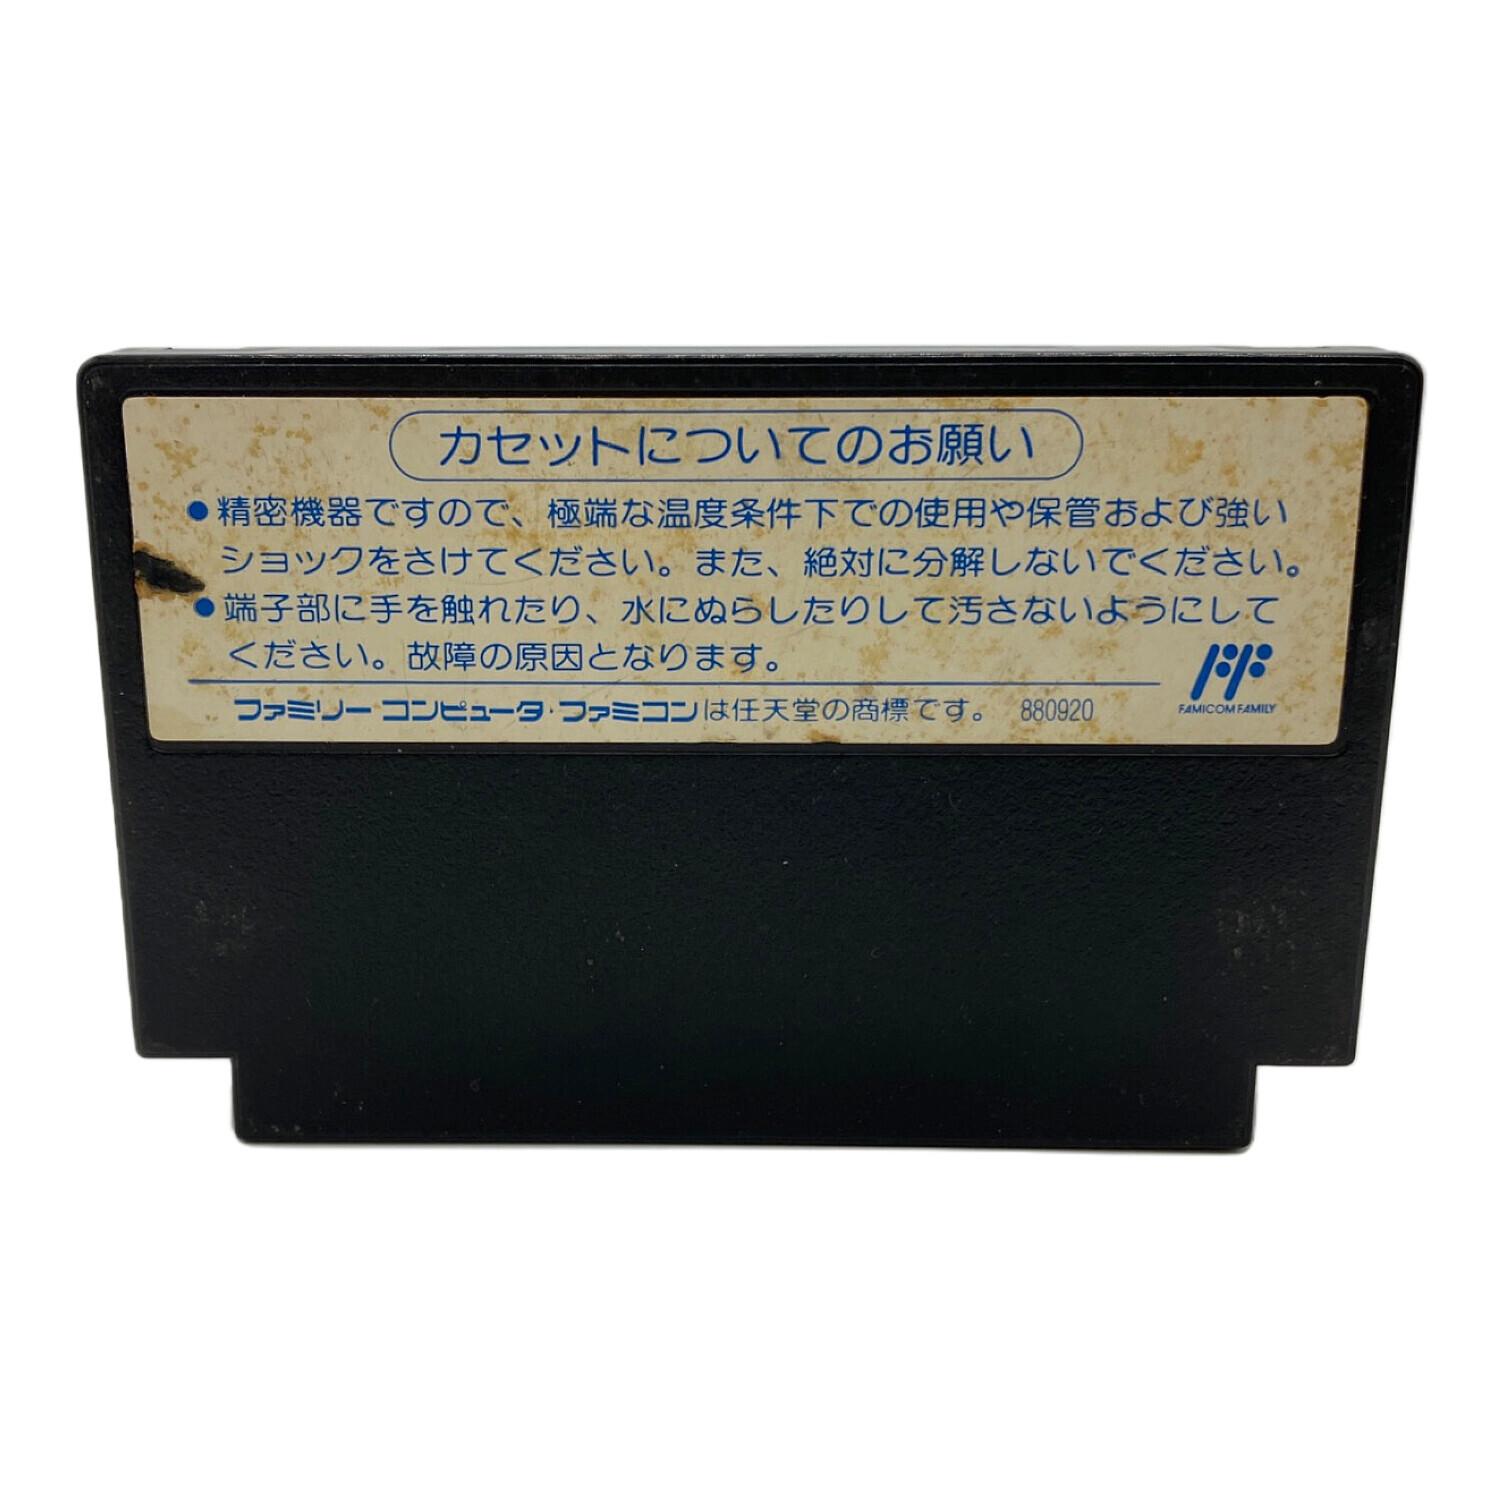 カセットについてのお願い
●精密機器ですので、極端な温度条件下での使用や保管および強い
ショックをさけてください。また、絶対に分解しないでください。
●端子部に手を触れたり、水にぬらしたりして汚さないようにして
ください。故障の原因となります。
ファミリーコンピュータ・ファミコンは任天堂の商標です。 880920
FAMICOM FAMILY